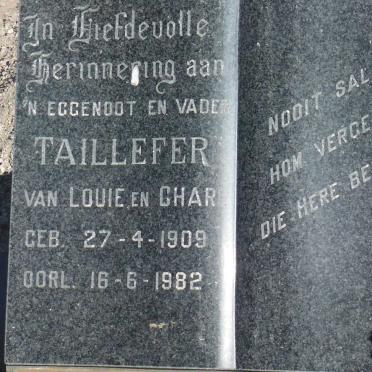 In Liefdevolle
Herinnering aan
'N EGGENOOT EN VADER
TAILLEFER
VAN LOUIE EN CHAR
GEB. 27-4-1909
OORL. 16-6-1982
NOOIT SAL
HOM VERGE
DIE HERE BE